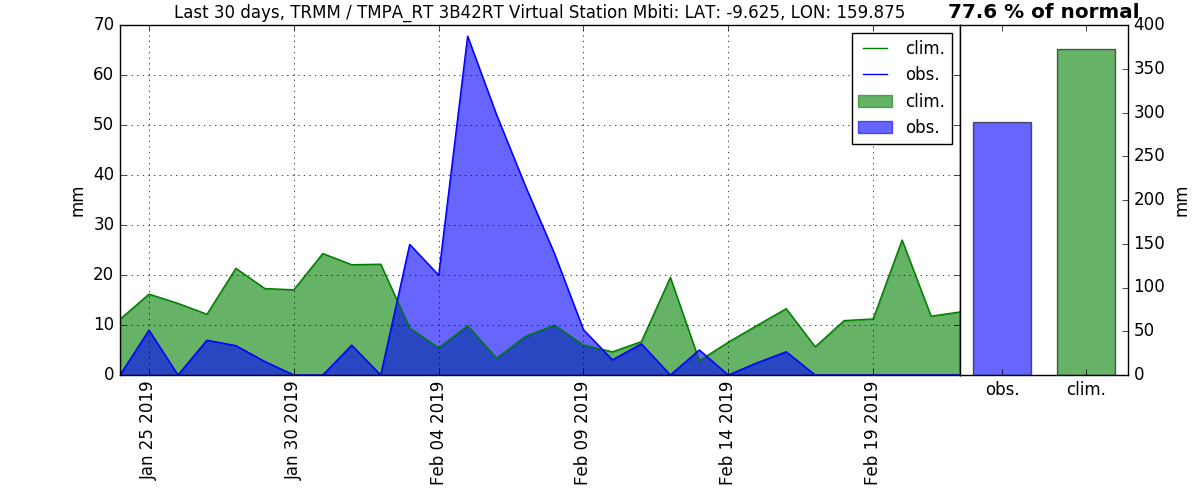 Last 30 days, TRMM / TMPA_RT 3B42RT Virtual Station Mbiti: LAT: -9.625, LON: 159.875
77.6 % of normal
70
60
50
40
30
20
10
0
mm
clim.
obs.
clim.
obs.
Jan 25 2019
Jan 30 2019
Feb 04 2019
Feb 09 2019
Feb 14 2019
Feb 19 2019
400
350
300
250
200
150
100
50
0
mm
obs.
clim.